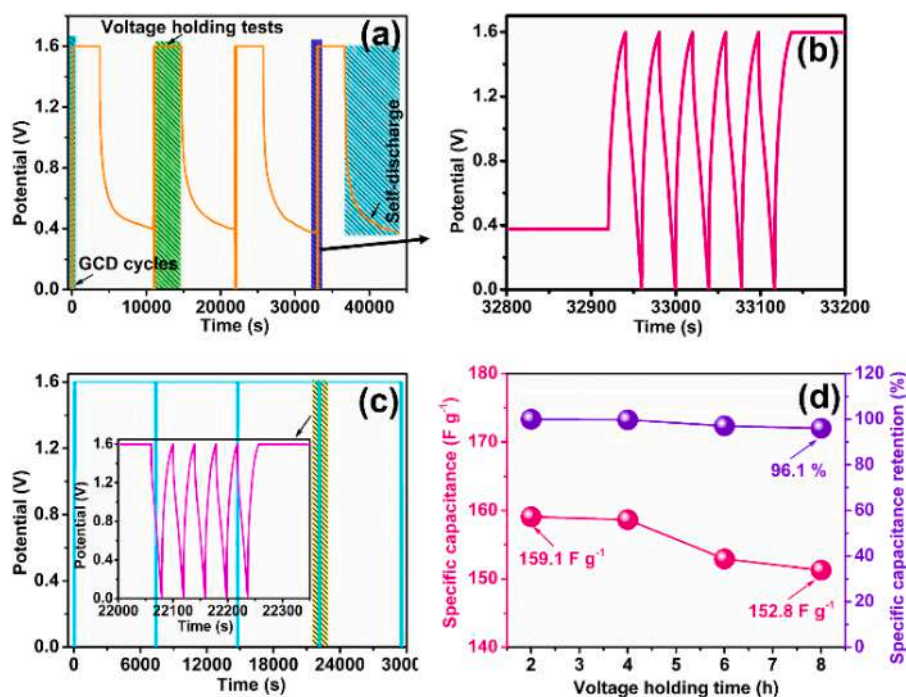 (a)
Voltage holding tests
Self-discharge
GCD cycles
Potential (V)
1.6
1.2
0.8
0.4
0.0
0 10000 20000 30000 40000
Time (s)
(b)
Potential (V)
1.6
1.2
0.8
0.4
0.0
32800 32900 33000 33100 33200
Time (s)
(c)
Potential (V)
1.6
1.2
0.8
0.4
0.0
0 6000 12000 18000 24000 3000
Time (s)
Potential (V)
1.6
1.2
0.8
0.4
0.0
22000 22100 22200 22300
Time (s)
(d)
Specific capacitance (F g⁻¹)
180
170
160
150
140
Specific capacitance retention (%)
120
100
80
60
40
20
0
96.1 %
159.1 F g⁻¹
152.8 F g⁻¹
2 3 4 5 6 7 8
Voltage holding time (h)